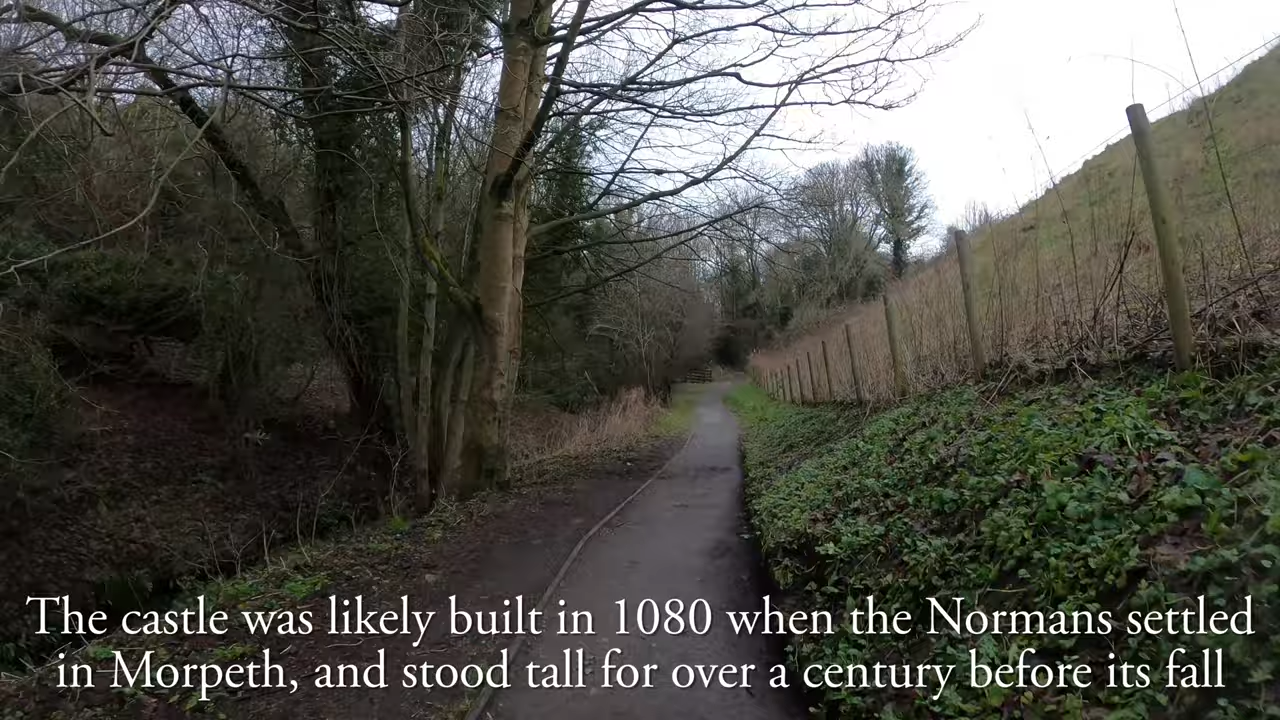 The castle was likely built in 1080 when the Normans settled
in Morpeth, and stood tall for over a century before its fall